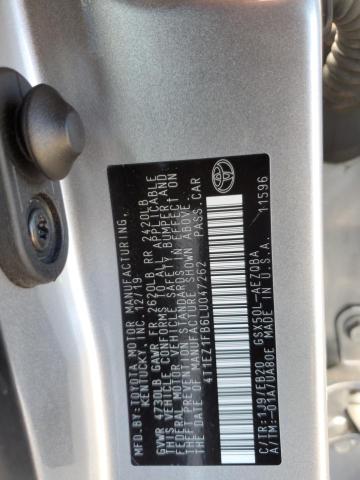 MFD.BY:TOYOTA MOTOR MANUFACTURING,
KENTUCKY, INC. 12/19
GVWR 4730LB GAWR FR 2620LB RR 2420LB
THIS VEHICLE CONFORMS TO ALL APPLICABLE
FEDERAL MOTOR VEHICLE SAFETY, BUMPER AND
THEFT PREVENTION STANDARDS IN EFFECT ON
THE DATE OF MANUFACTURE SHOWN ABOVE.
4T1EZ1FB6LU047262 PASS.CAR
C/TR:1J9/EB20 GSX50L-AEZGBA
A/TM:-01A/UA80E MADE IN U.S.A.
11596